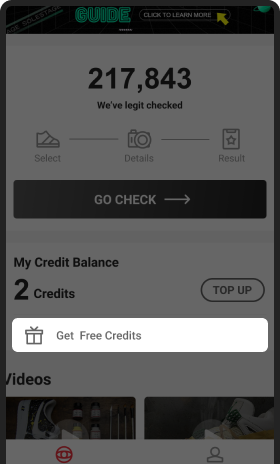 GUIDE
CLICK TO LEARN MORE
217,843
We've legit checked
Select
Details
Result
GO CHECK
My Credit Balance
2 Credits
TOP UP
Get Free Credits
Videos